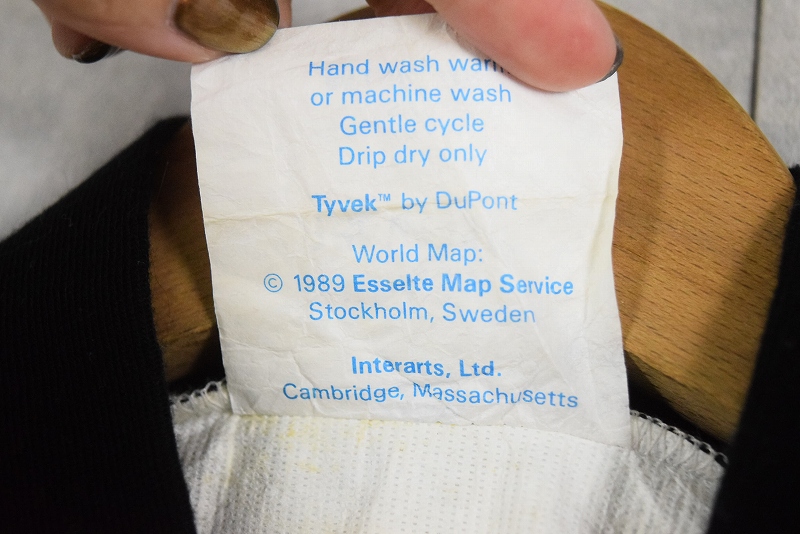 Hand wash warm
or machine wash
Gentle cycle
Drip dry only
Tyvek™ by DuPont
World Map:
© 1989 Esselte Map Service
Stockholm, Sweden
Interarts, Ltd.
Cambridge, Massachusetts